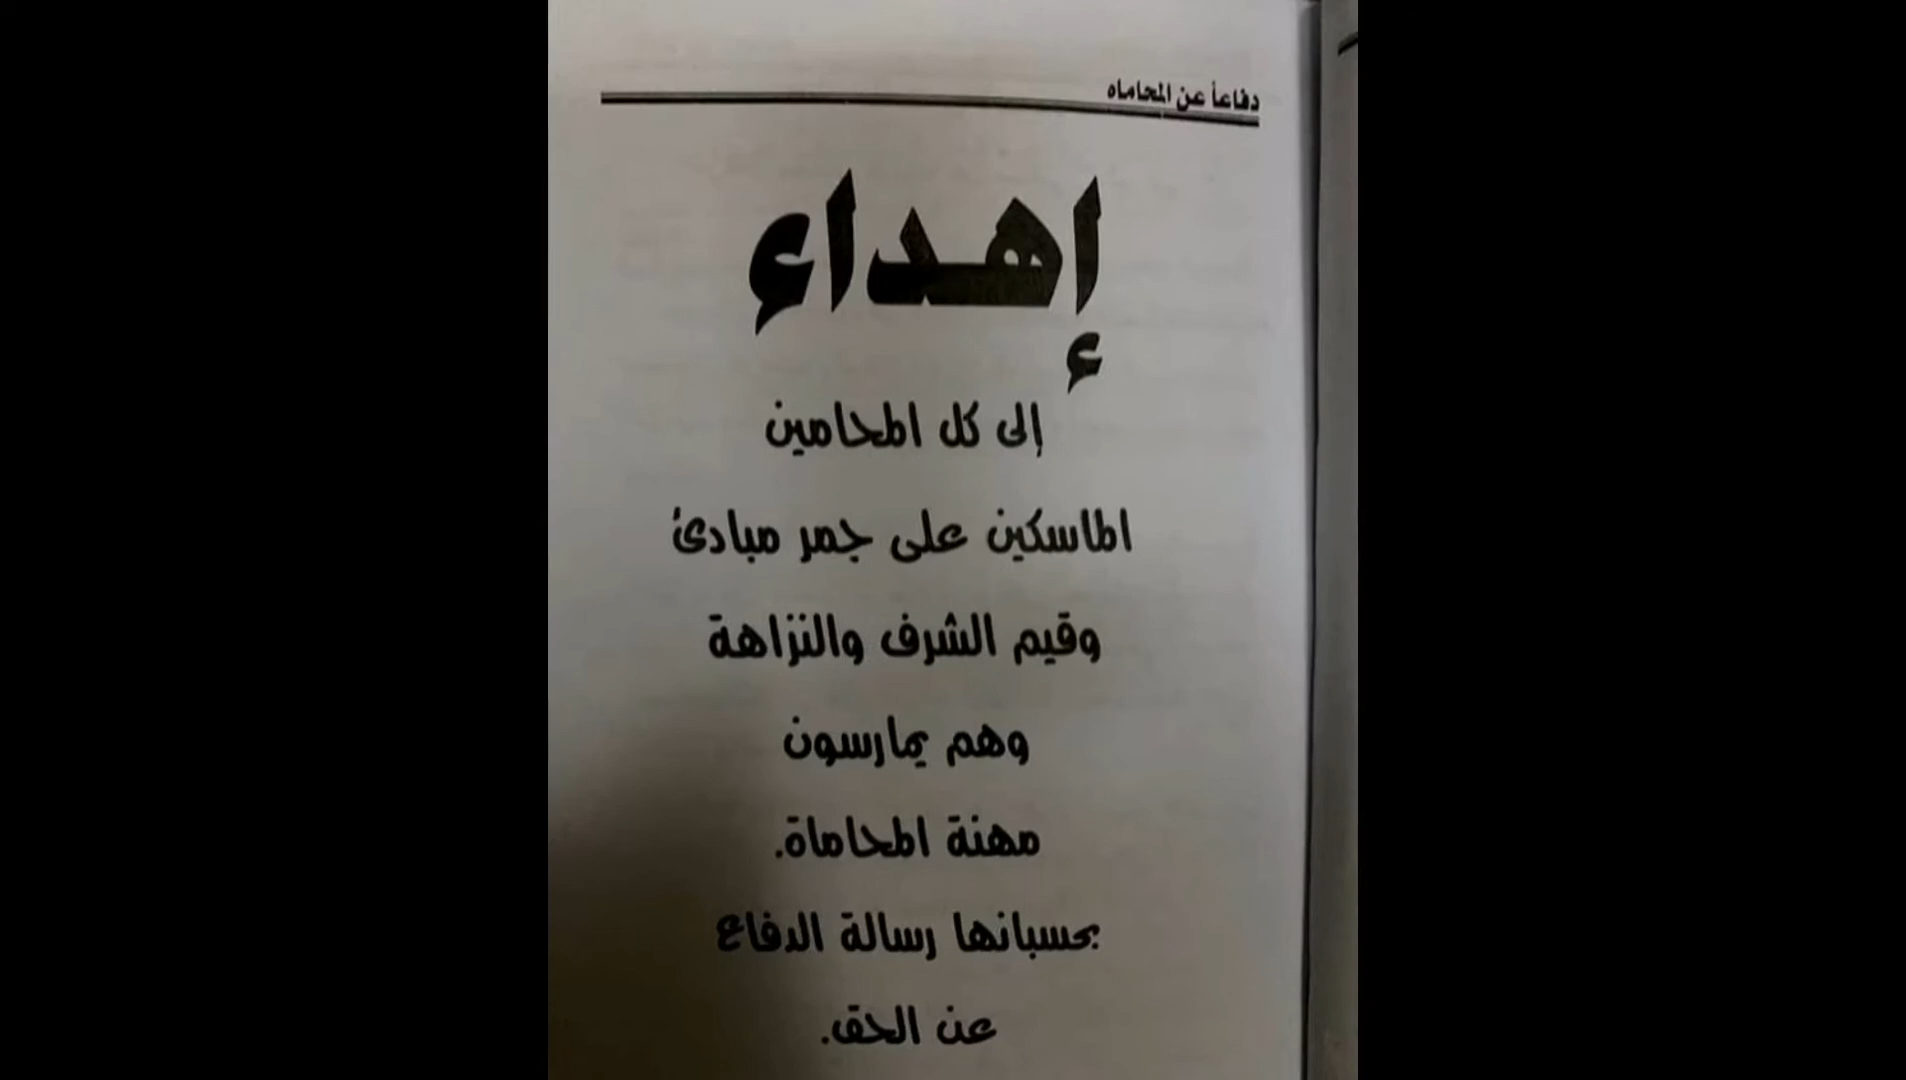 دفاعاً عن المحاماه
إهداء
إلى كل المحامين
الماسكين على جمر مبادئ
وقيم الشرف والنزاهة
وهم يمارسون
مهنة المحاماة.
بحسبانها رسالة الدفاع
عن الحق.